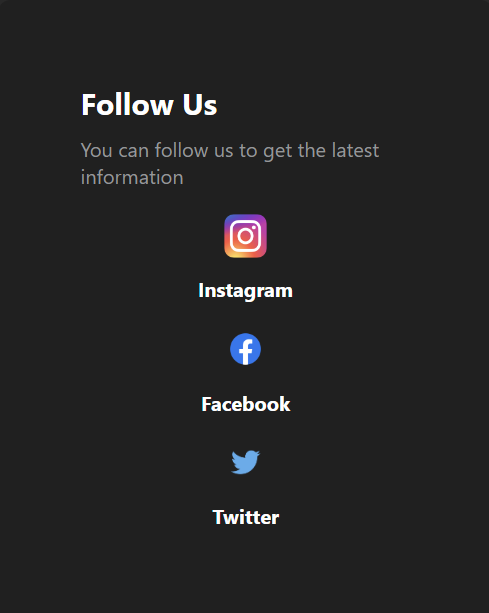 Follow Us
You can follow us to get the latest
information
Instagram
Facebook
Twitter